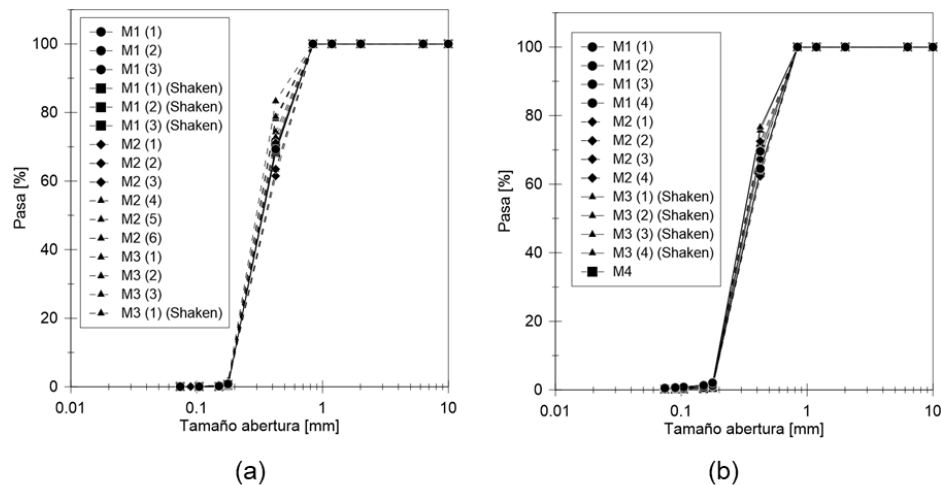 100
80
60
40
20
0
Pasa [%]
M1 (1)
M1 (2)
M1 (3)
M1 (1) (Shaken)
M1 (2) (Shaken)
M1 (3) (Shaken)
M2 (1)
M2 (2)
M2 (3)
M2 (4)
M2 (5)
M2 (6)
M3 (1)
M3 (2)
M3 (3)
M3 (1) (Shaken)
0.01 0.1 1 10
Tamaño abertura [mm]
(a)
100
80
60
40
20
0
Pasa [%]
M1 (1)
M1 (2)
M1 (3)
M1 (4)
M2 (1)
M2 (2)
M2 (3)
M2 (4)
M3 (1) (Shaken)
M3 (2) (Shaken)
M3 (3) (Shaken)
M3 (4) (Shaken)
M4
0.01 0.1 1 10
Tamaño abertura [mm]
(b)